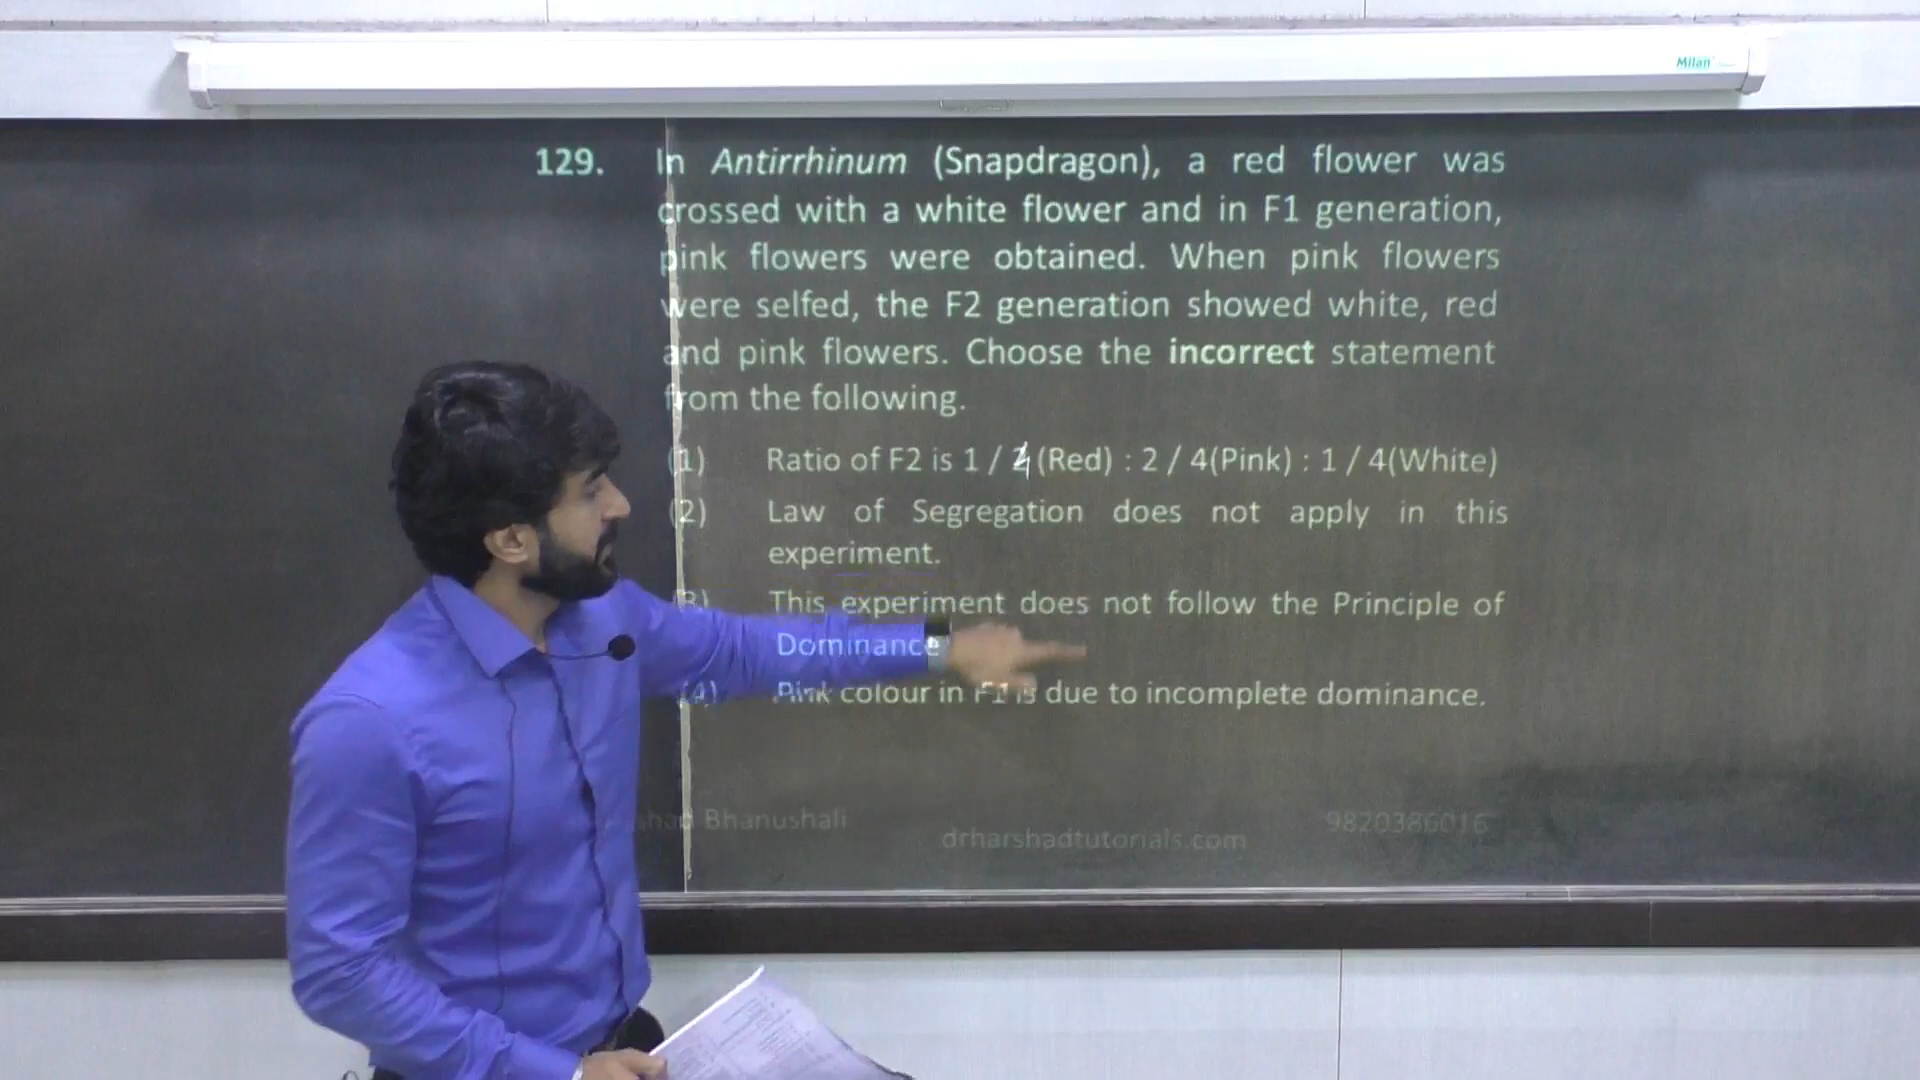 Milan
129. In Antirrhinum (Snapdragon), a red flower was
crossed with a white flower and in F1 generation,
pink flowers were obtained. When pink flowers
were selfed, the F2 generation showed white, red
and pink flowers. Choose the incorrect statement
from the following.
(1) Ratio of F2 is 1 / 4 (Red) : 2 / 4(Pink) : 1 / 4(White)
(2) Law of Segregation does not apply in this
experiment.
(3) This experiment does not follow the Principle of
Dominance
(4) Pink colour in F1 is due to incomplete dominance.
Bhanushali
drharshadtutorials.com
9820386016